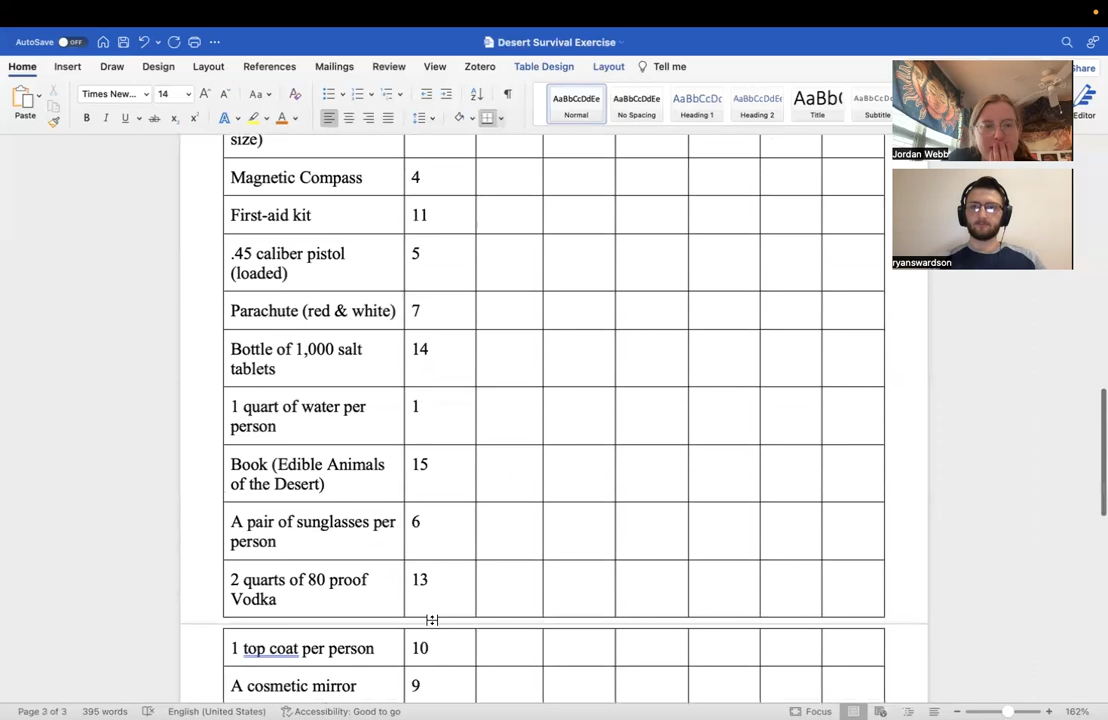 AutoSave OFF
Desert Survival Exercise
Home Insert Draw Design Layout References Mailings Review View Zotero Table Design Layout Tell me
Share
Paste
Times New... 14
Aa
AaBbCcDdEe AaBbCcDdEe AaBbCcDc AaBbCcDdEe AaBb( AaBbCcDdE
Normal No Spacing Heading 1 Heading 2 Title Subtitle
Editor
Jordan Webb
ryanswardson
size)
Magnetic Compass 4
First-aid kit 11
.45 caliber pistol 5
(loaded)
Parachute (red & white) 7
Bottle of 1,000 salt 14
tablets
1 quart of water per 1
person
Book (Edible Animals 15
of the Desert)
A pair of sunglasses per 6
person
2 quarts of 80 proof 13
Vodka
1 top coat per person 10
A cosmetic mirror 9
Page 3 of 3 395 words English (United States) Accessibility: Good to go Focus 162%